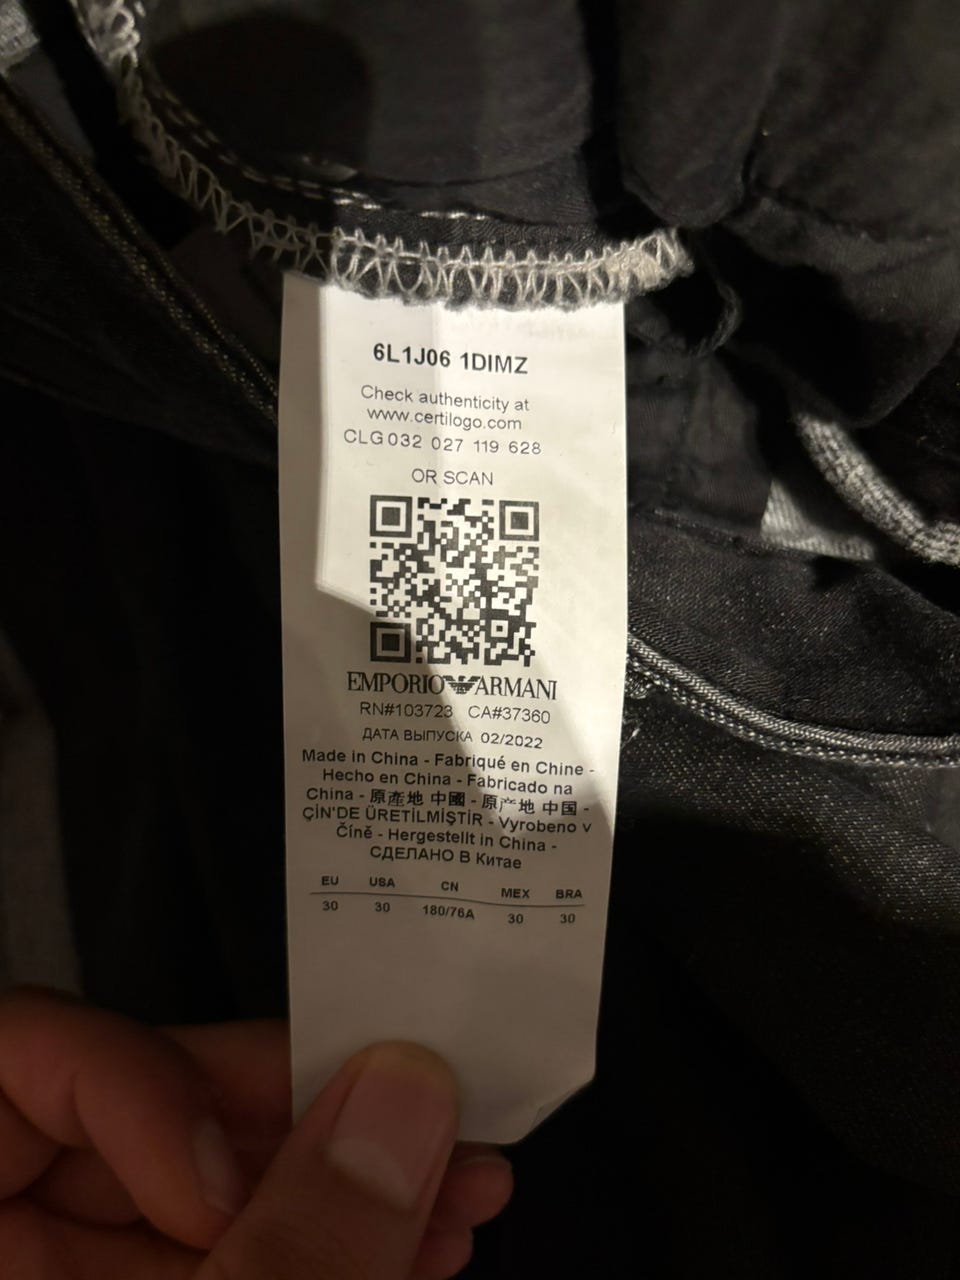 6L1J06 1DIMZ
Check authenticity at
www.certilogo.com
CLG 032 027 119 628
OR SCAN
EMPORIO ARMANI
RN#103723 CA#37360
ДАТА ВЫПУСКА 02/2022
Made in China - Fabriqué en Chine -
Hecho en China - Fabricado na
China - 原產地 中國 - 原产地 中国 -
ÇİN'DE ÜRETİLMİŞTİR - Vyrobeno v
Číně - Hergestellt in China -
СДЕЛАНО В Китае
EU USA CN MEX BRA
30 30 180/76A 30 30